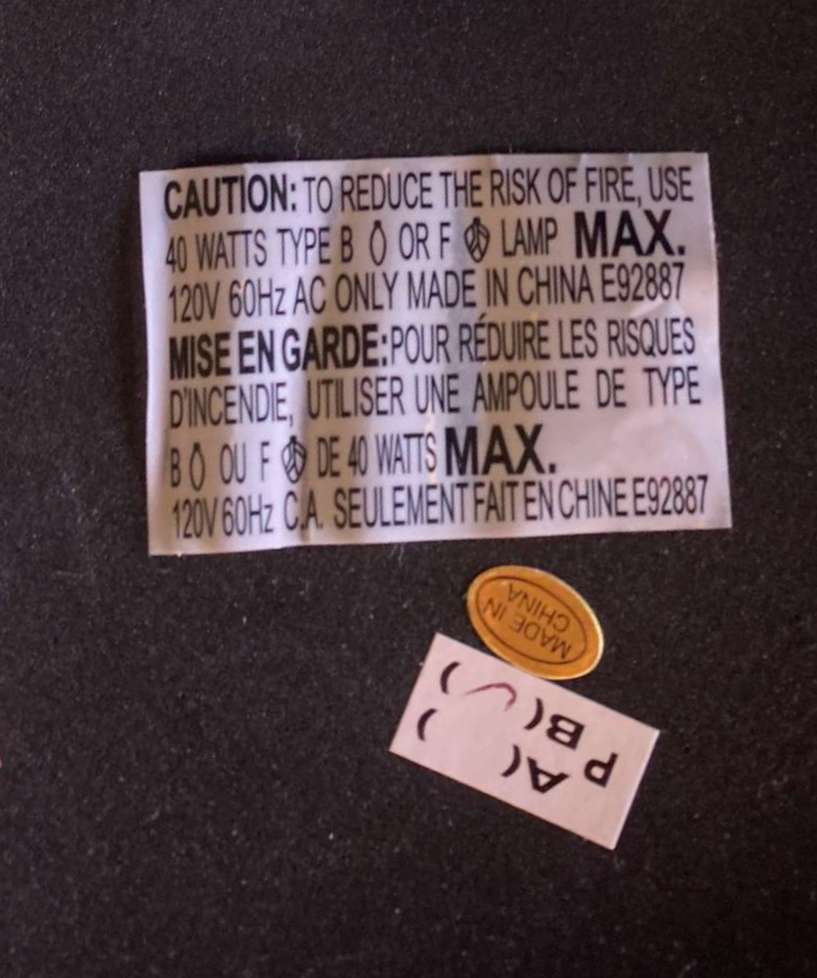 CAUTION: TO REDUCE THE RISK OF FIRE, USE
40 WATTS TYPE B OR F LAMP MAX.
120V 60Hz AC ONLY MADE IN CHINA E92887
MISE EN GARDE: POUR RÉDUIRE LES RISQUES
D'INCENDIE, UTILISER UNE AMPOULE DE TYPE
B OU F DE 40 WATTS MAX.
120V 60Hz C.A. SEULEMENT FAIT EN CHINE E92887
MADE IN
CHINA
P A( )
B( )